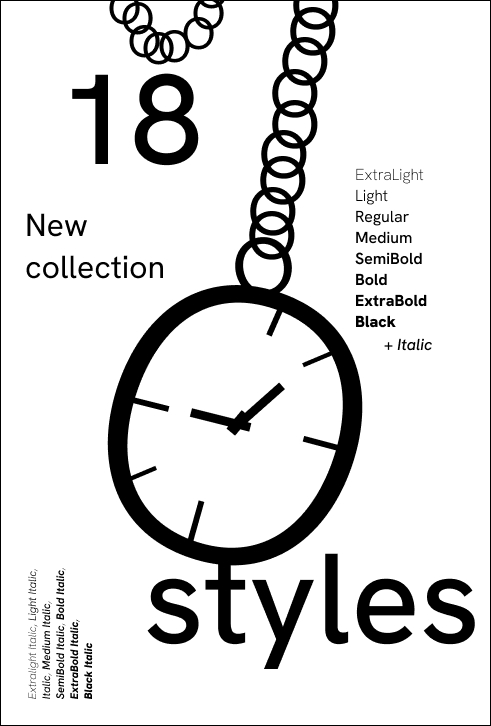 18
New
collection
ExtraLight
Light
Regular
Medium
SemiBold
Bold
ExtraBold
Black
+ Italic
styles
Extralight Italic, Light Italic,
Italic, Medium Italic,
SemiBold Italic, Bold Italic,
ExtraBold Italic,
Black Italic